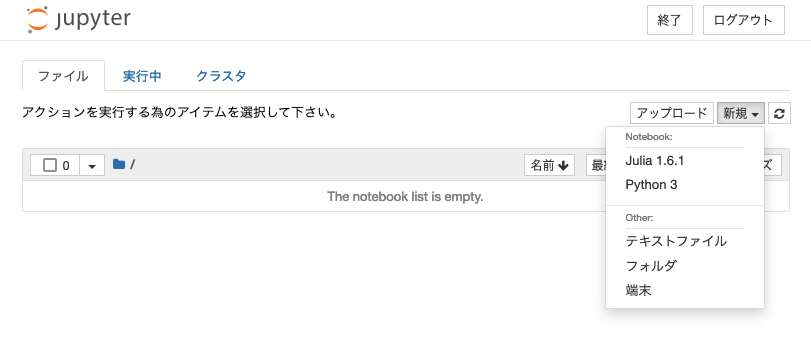 jupyter
終了
ログアウト
ファイル
実行中
クラスタ
アクションを実行する為のアイテムを選択して下さい。
アップロード
新規
0
/
名前
最
ズ
The notebook list is empty.
Notebook:
Julia 1.6.1
Python 3
Other:
テキストファイル
フォルダ
端末